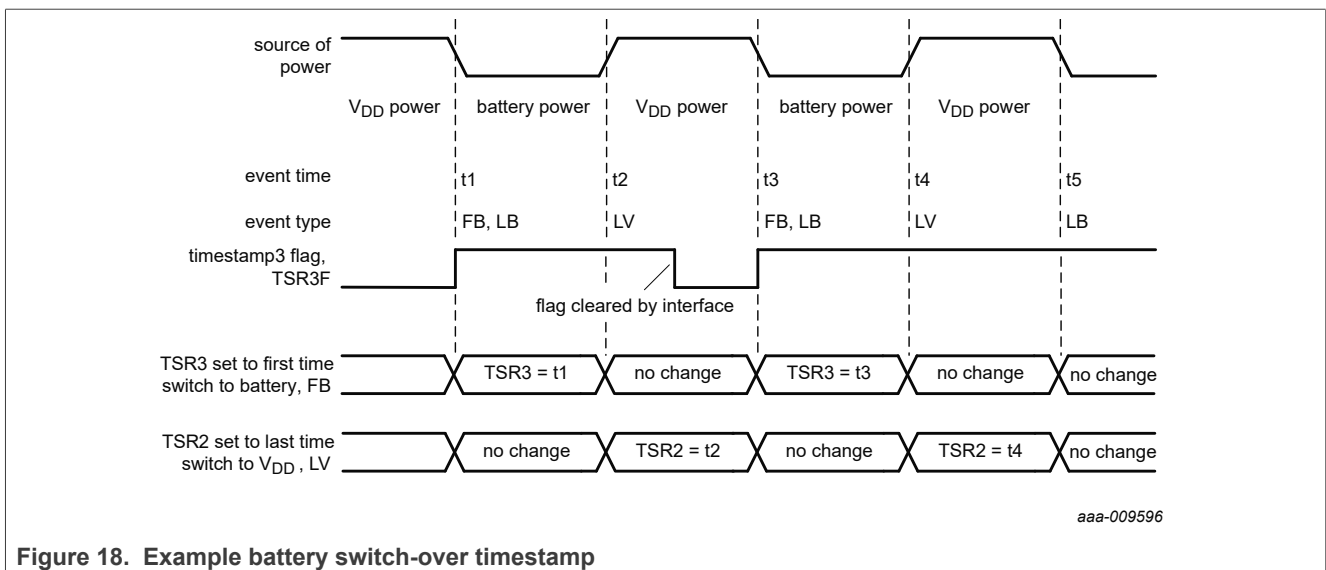 source of
power
V_DD power battery power V_DD power battery power V_DD power
event time t1 t2 t3 t4 t5
event type FB, LB LV FB, LB LV LB
timestamp3 flag,
TSR3F
flag cleared by interface
TSR3 set to first time
switch to battery, FB
TSR3 = t1 no change TSR3 = t3 no change no change
TSR2 set to last time
switch to V_DD , LV
no change TSR2 = t2 no change TSR2 = t4 no change
aaa-009596
Figure 18. Example battery switch-over timestamp